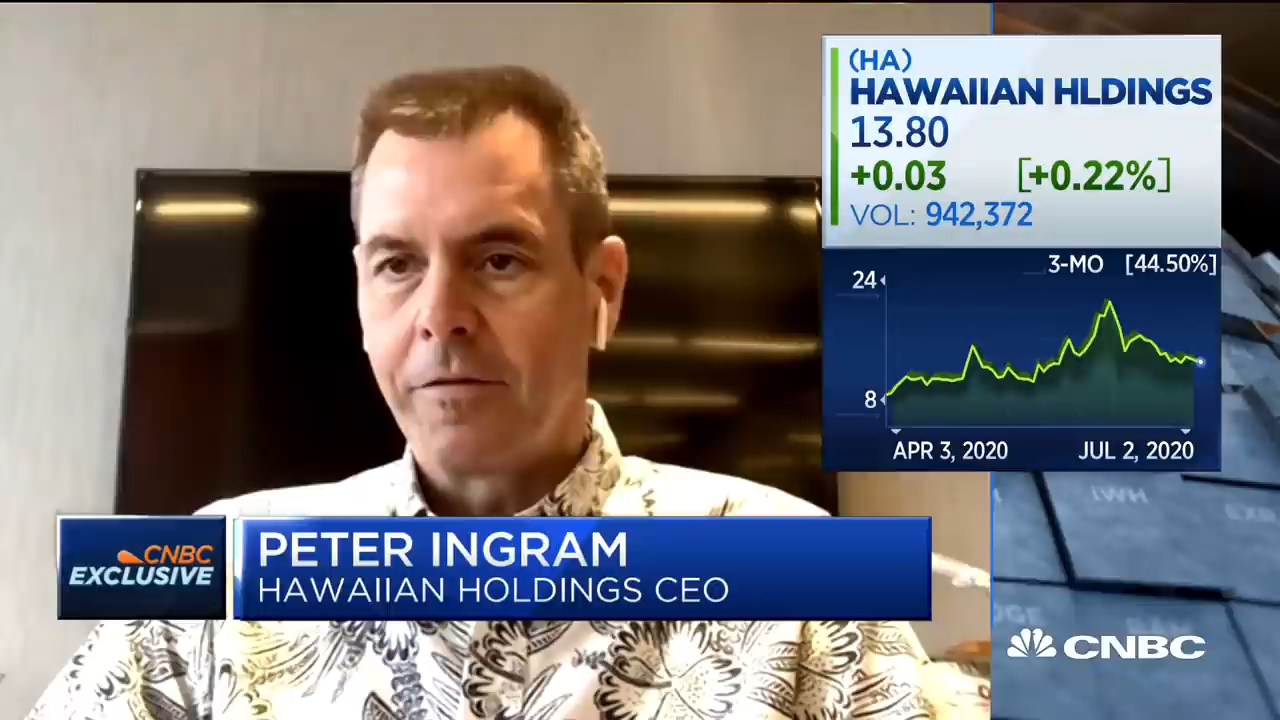 (HA)
HAWAIIAN HLDINGS
13.80
+0.03 [+0.22%]
VOL: 942,372
3-MO [44.50%]
24
8
APR 3, 2020 JUL 2, 2020
CNBC
EXCLUSIVE
PETER INGRAM
HAWAIIAN HOLDINGS CEO
CNBC